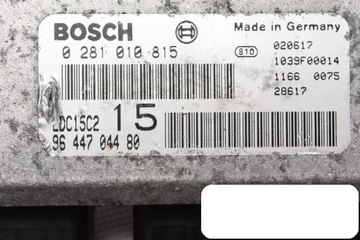 BOSCH
Made in Germany
0 281 010 815
810
020617
1039F00014
1166 0075
28617
LDC15C2
15
96 447 044 80